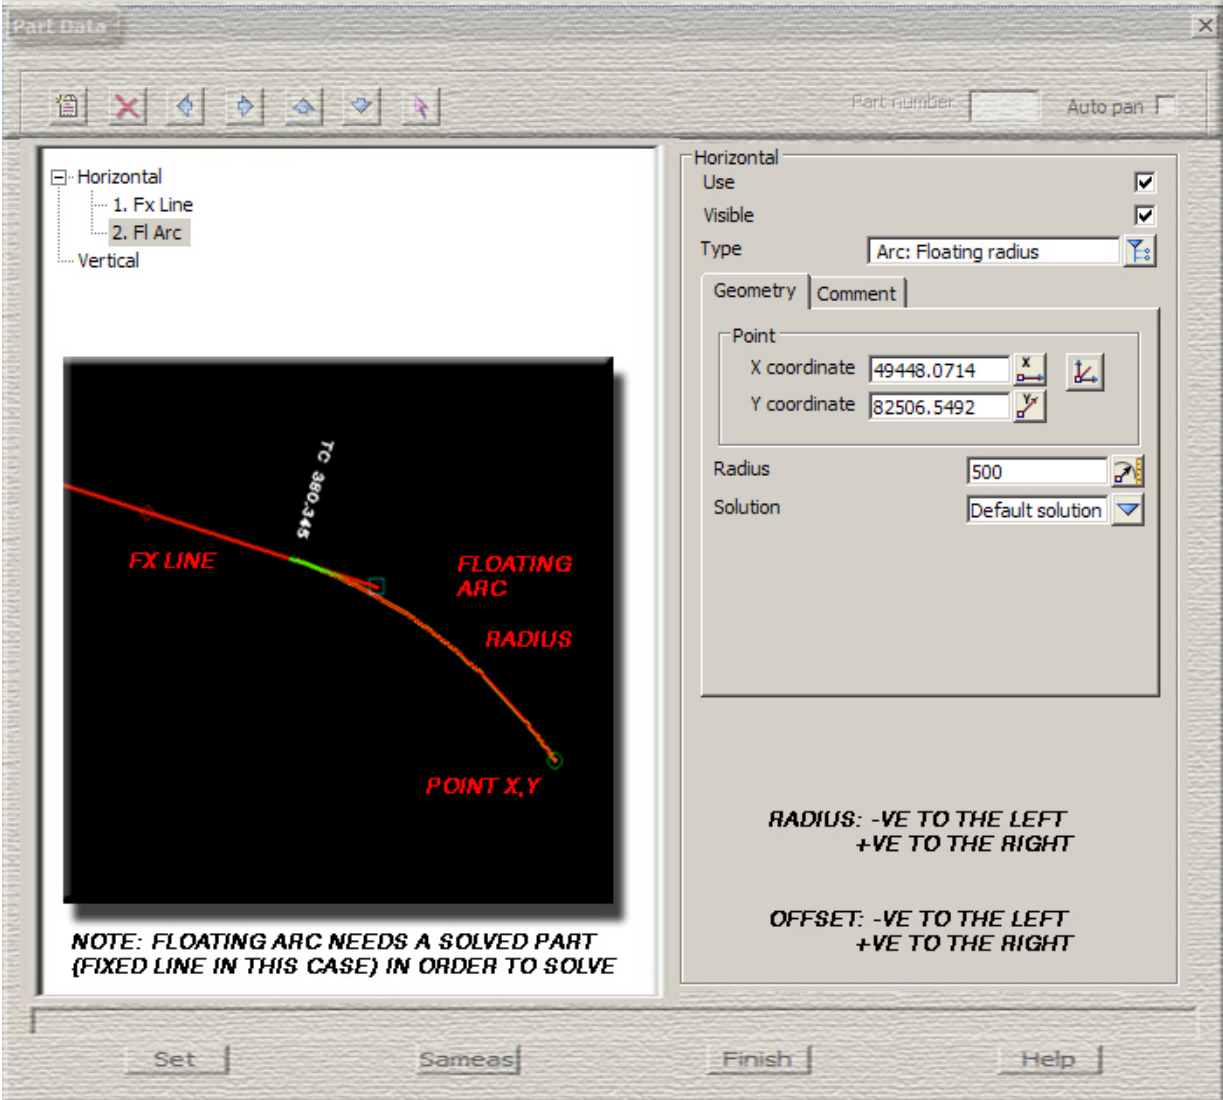 Part Data
Part number
Auto pan
Horizontal
1. Fx Line
2. Fl Arc
Vertical
TC 380.345
FX LINE
FLOATING
ARC
RADIUS
POINT X,Y
NOTE: FLOATING ARC NEEDS A SOLVED PART
(FIXED LINE IN THIS CASE) IN ORDER TO SOLVE
Horizontal
Use
Visible
Type Arc: Floating radius
Geometry Comment
Point
X coordinate 49448.0714 X
Y coordinate 82506.5492 Y
Radius 500
Solution Default solution
RADIUS: -VE TO THE LEFT
+VE TO THE RIGHT
OFFSET: -VE TO THE LEFT
+VE TO THE RIGHT
Set Sameas Finish Help